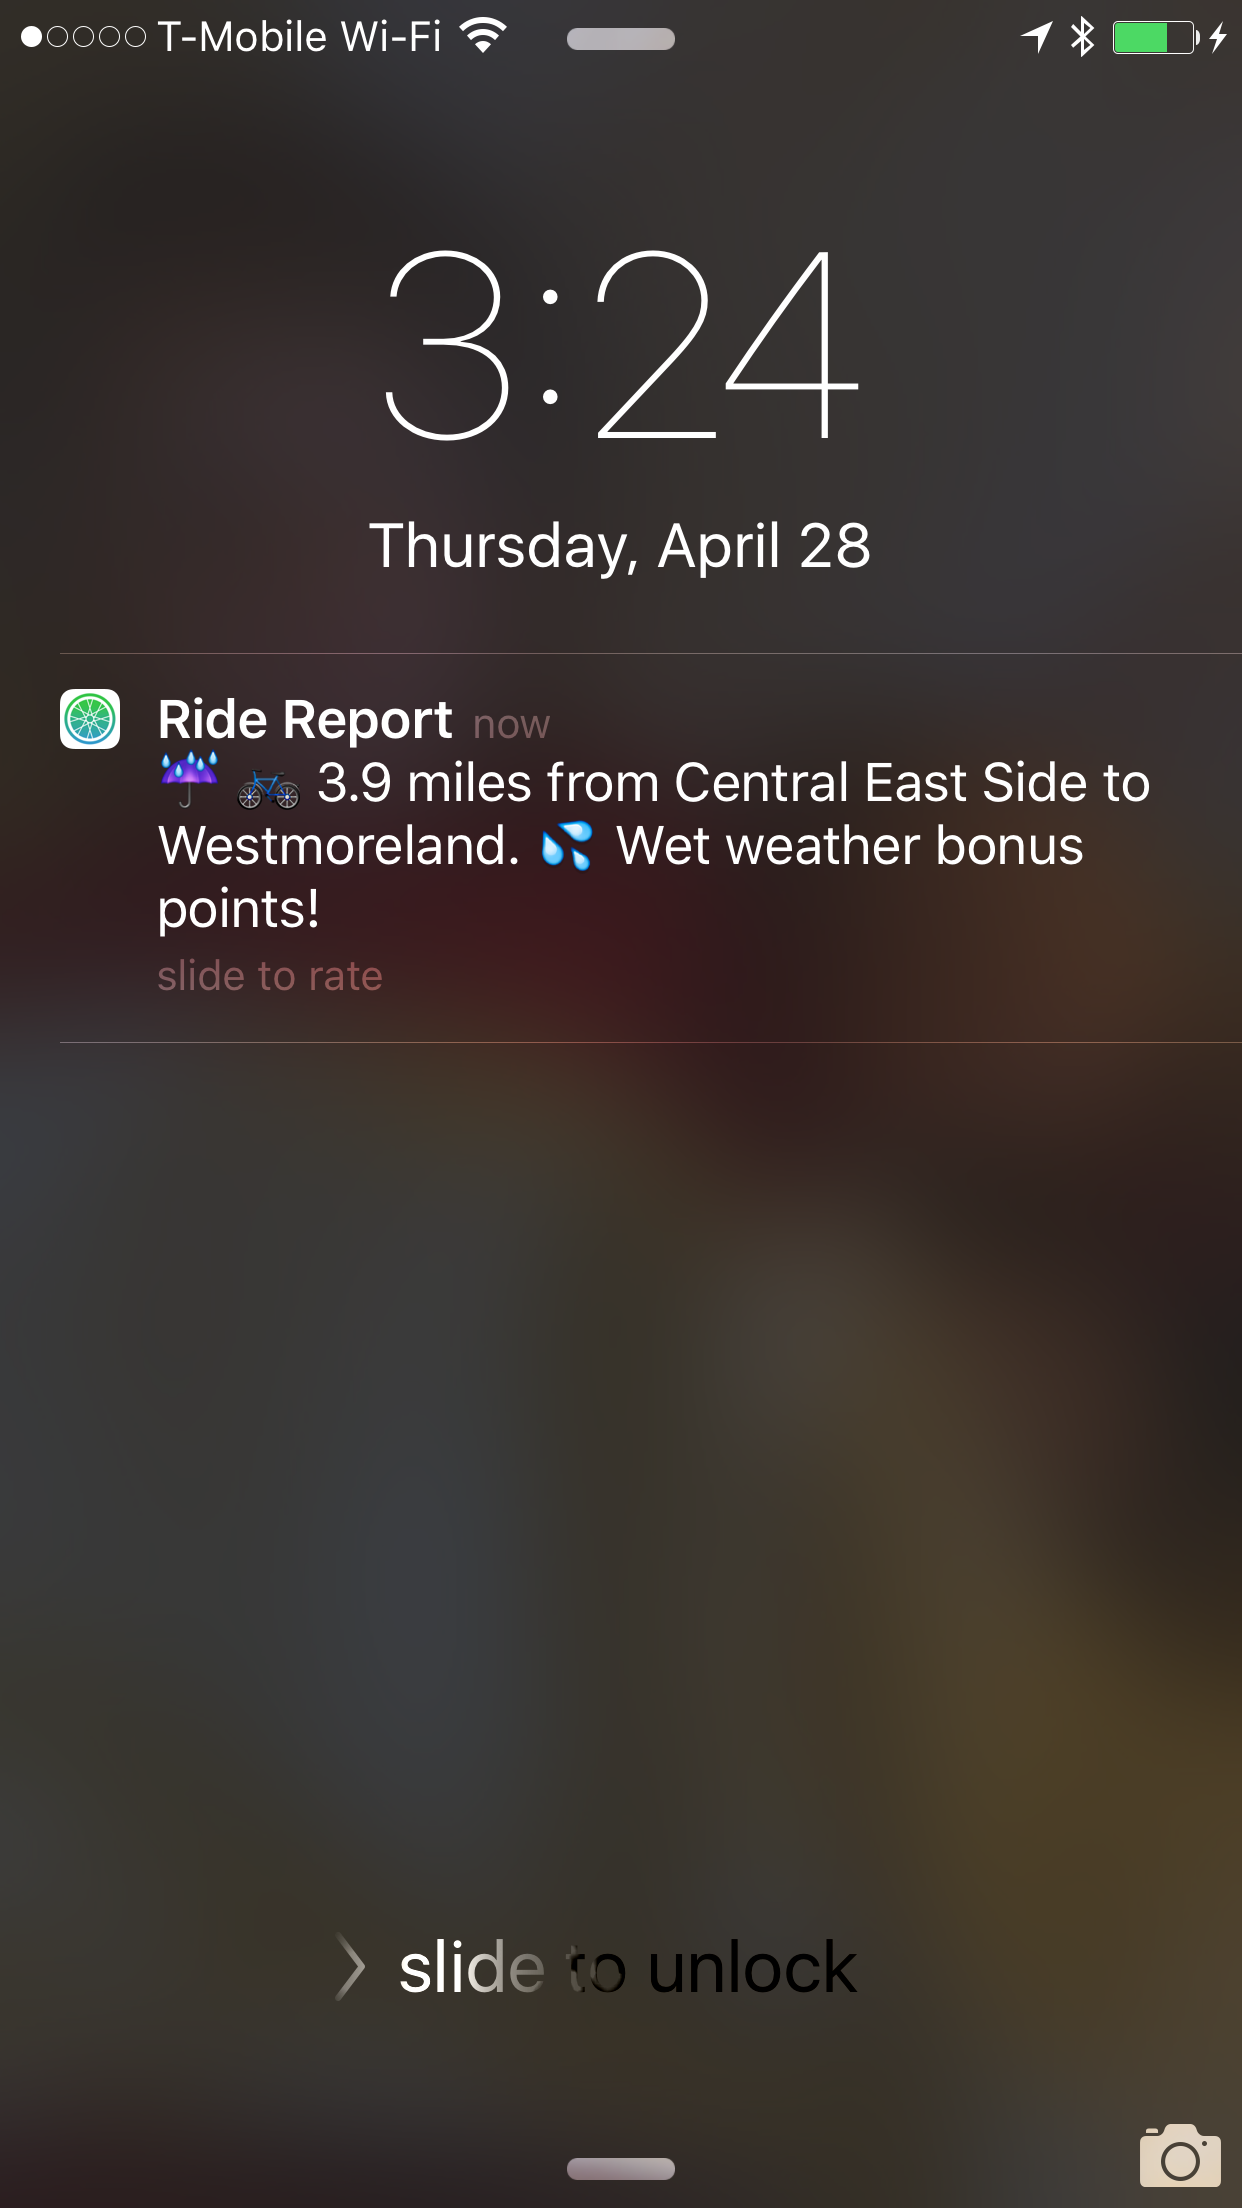 T-Mobile Wi-Fi
3:24
Thursday, April 28
Ride Report now
☔ 🚲 3.9 miles from Central East Side to
Westmoreland. 💦 Wet weather bonus
points!
slide to rate
slide to unlock